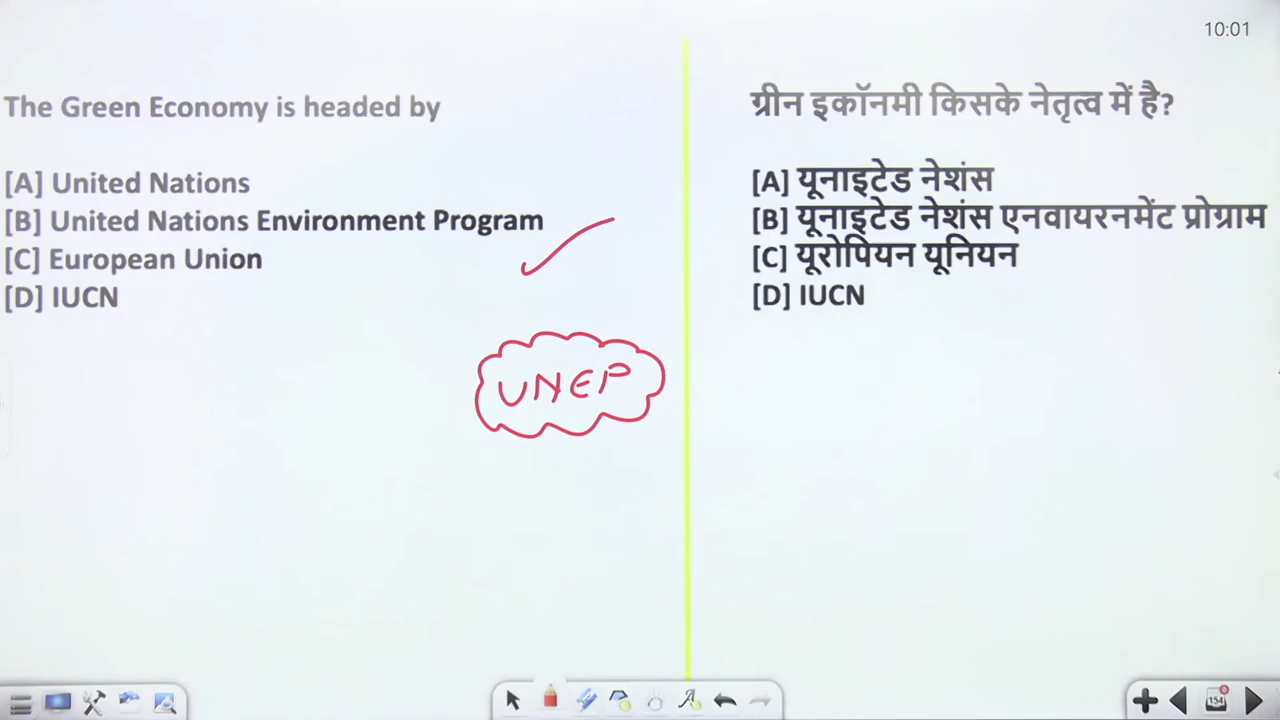 10:01
The Green Economy is headed by
[A] United Nations
[B] United Nations Environment Program
[C] European Union
[D] IUCN
UNEP
ग्रीन इकॉनमी किसके नेतृत्व में है?
[A] यूनाइटेड नेशंस
[B] यूनाइटेड नेशंस एनवायरनमेंट प्रोग्राम
[C] यूरोपियन यूनियन
[D] IUCN
154